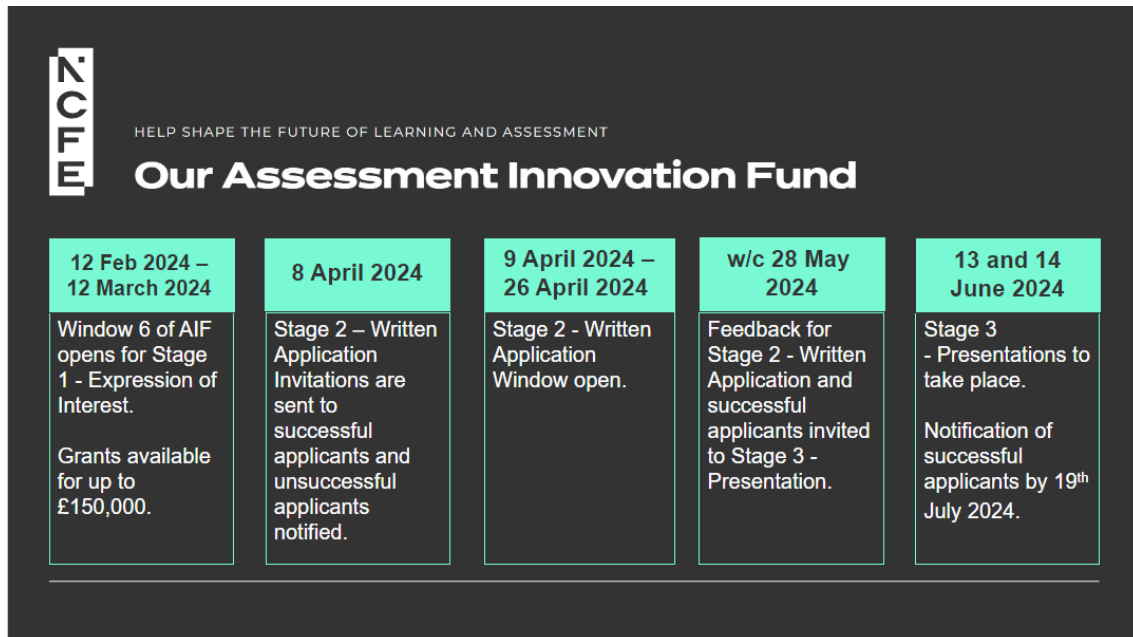 NCFE
HELP SHAPE THE FUTURE OF LEARNING AND ASSESSMENT
Our Assessment Innovation Fund
12 Feb 2024 –
12 March 2024
Window 6 of AIF
opens for Stage
1 - Expression of
Interest.
Grants available
for up to
£150,000.
8 April 2024
Stage 2 – Written
Application
Invitations are
sent to
successful
applicants and
unsuccessful
applicants
notified.
9 April 2024 –
26 April 2024
Stage 2 - Written
Application
Window open.
w/c 28 May
2024
Feedback for
Stage 2 - Written
Application and
successful
applicants invited
to Stage 3 -
Presentation.
13 and 14
June 2024
Stage 3
- Presentations to
take place.
Notification of
successful
applicants by 19th
July 2024.